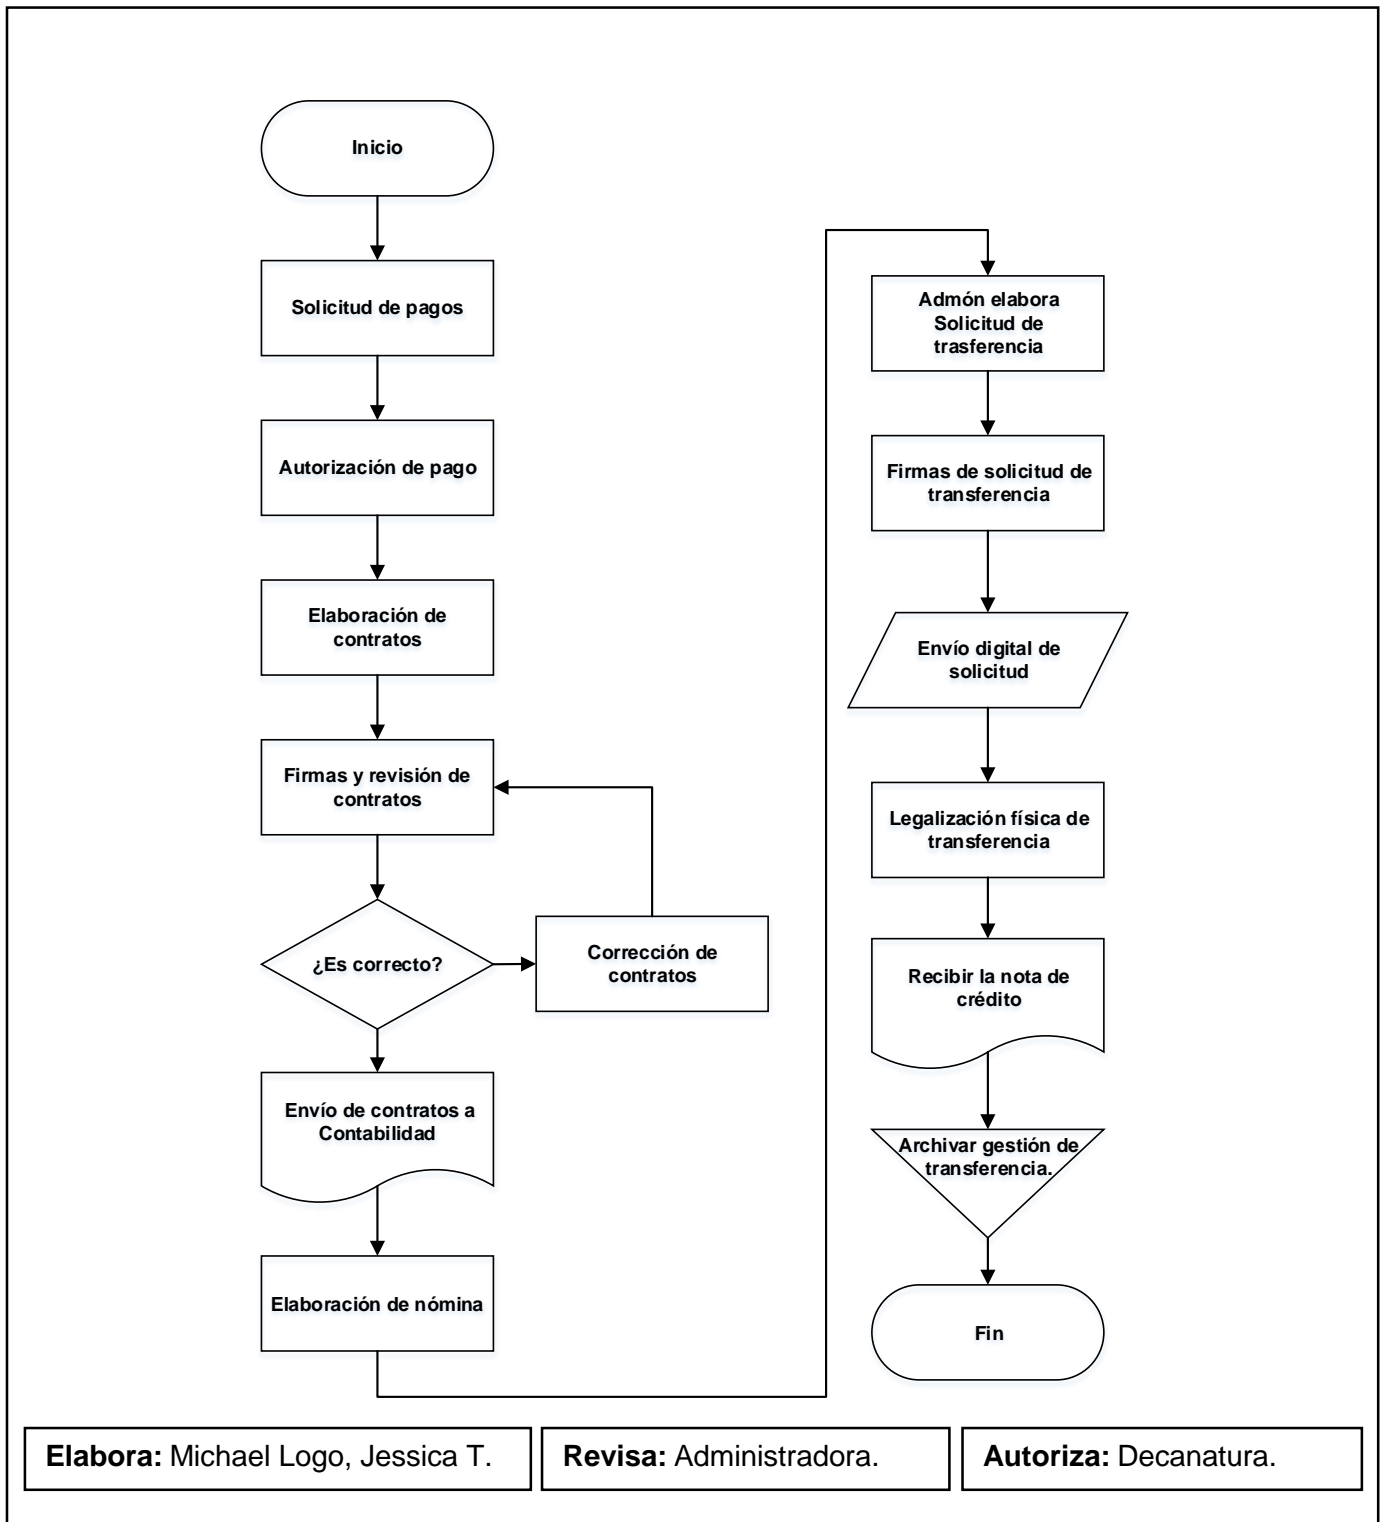 Inicio
Solicitud de pagos
Autorización de pago
Elaboración de
contratos
Firmas y revisión de
contratos
¿Es correcto?
Corrección de
contratos
Envío de contratos a
Contabilidad
Elaboración de nómina
Admón elabora
Solicitud de
trasferencia
Firmas de solicitud de
transferencia
Envío digital de
solicitud
Legalización física de
transferencia
Recibir la nota de
crédito
Archivar gestión de
transferencia.
Fin
Elabora: Michael Logo, Jessica T.
Revisa: Administradora.
Autoriza: Decanatura.